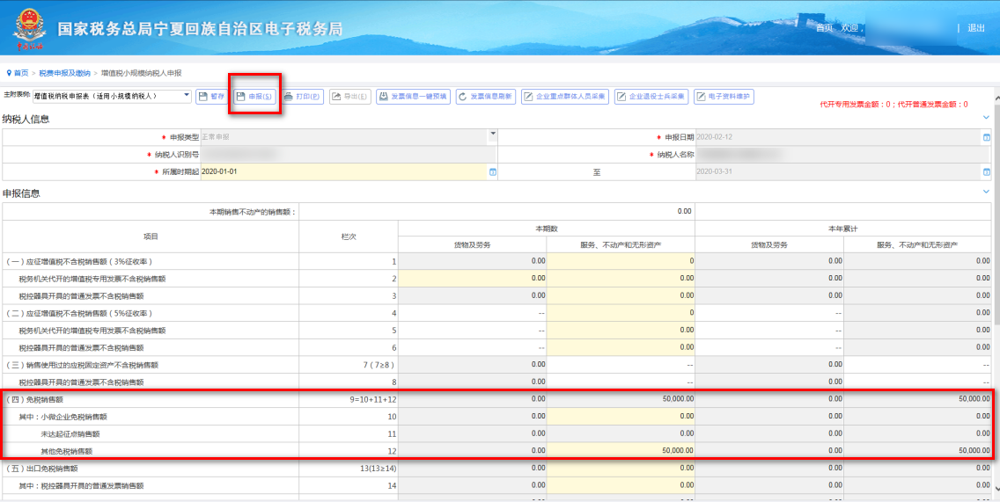 国家税务总局宁夏回族自治区电子税务局
首页 欢迎, | 退出
首页 > 税费申报及缴纳 > 增值税小规模纳税人申报
主附表标: 增值税纳税申报表（适用小规模纳税人） 暂存 申报(S) 打印(P) 导出(E) 发票信息一键预填 发票信息刷新 企业重点群体人员采集 企业退役士兵采集 电子资料维护
代开专用发票金额：0；代开普通发票金额：0
纳税人信息
* 申报类型 正常申报 * 申报日期 2020-02-12
* 纳税人识别号 * 纳税人名称
* 所属时期起 2020-01-01 至 2020-03-31
申报信息
本期销售不动产的销售额： 0.00
项目 栏次 本期数 本年累计
货物及劳务 服务、不动产和无形资产 货物及劳务 服务、不动产和无形资产
（一）应征增值税不含税销售额（3%征收率） 1 0.00 0 0.00 0.00
税务机关代开的增值税专用发票不含税销售额 2 0.00 0.00 0.00 0.00
税控器具开具的普通发票不含税销售额 3 0.00 0.00 0.00 0.00
（二）应征增值税不含税销售额（5%征收率） 4 -- 0 -- 0.00
税务机关代开的增值税专用发票不含税销售额 5 -- 0.00 -- 0.00
税控器具开具的普通发票不含税销售额 6 -- 0.00 -- 0.00
（三）销售使用过的应税固定资产不含税销售额 7（7≥8） 0.00 -- 0.00 --
税控器具开具的普通发票不含税销售额 8 0.00 -- 0.00 --
（四）免税销售额 9=10+11+12 0.00 50,000.00 0.00 50,000.00
其中：小微企业免税销售额 10 0.00 0.00 0.00 0.00
未达起征点销售额 11 0.00 0.00 0.00 0.00
其他免税销售额 12 0.00 50,000.00 0.00 50,000.00
（五）出口免税销售额 13(13≥14) 0.00 0.00 0.00 0.00
其中：税控器具开具的普通发票销售额 14 0.00 0.00 0.00 0.00